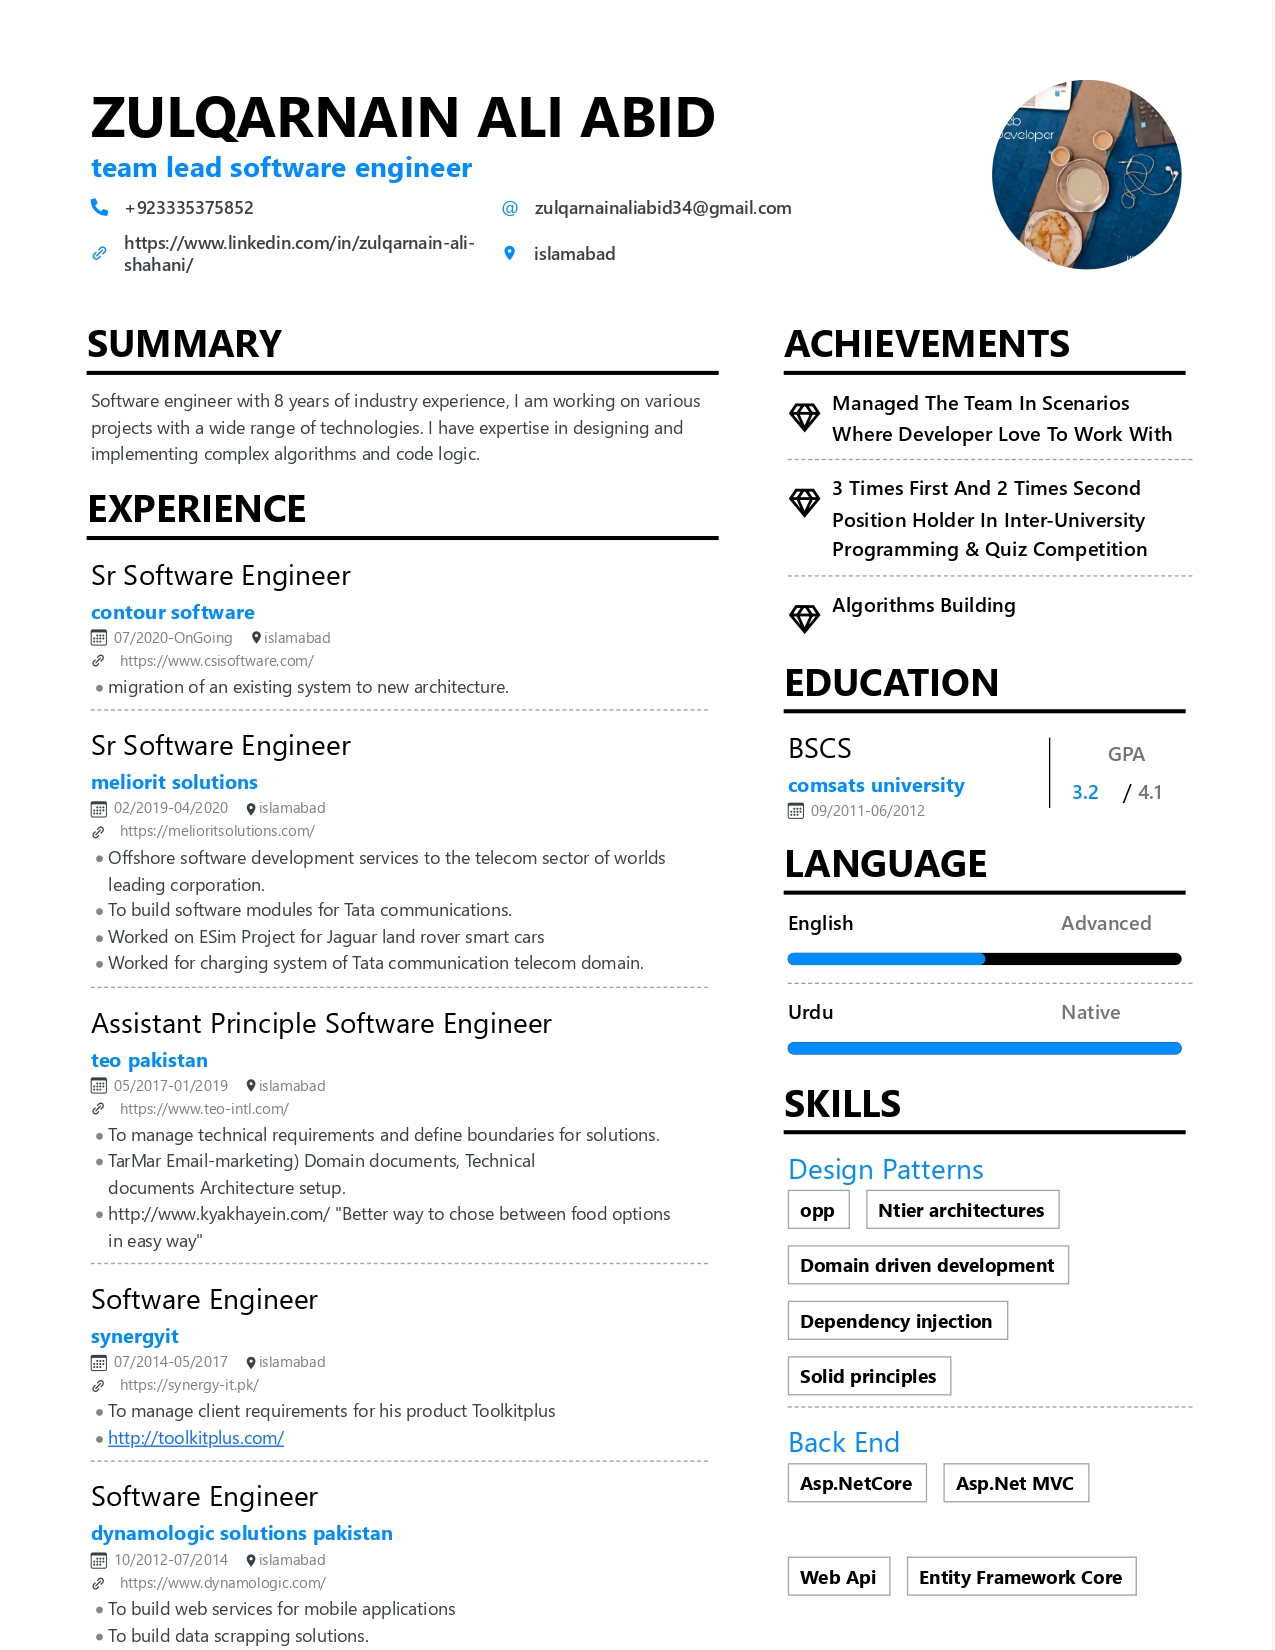 ZULQARNAIN ALI ABID
team lead software engineer
+923335375852
@ zulqarnainaliabid34@gmail.com
https://www.linkedin.com/in/zulqarnain-ali-
shahani/
islamabad
Developer
SUMMARY
Software engineer with 8 years of industry experience, I am working on various
projects with a wide range of technologies. I have expertise in designing and
implementing complex algorithms and code logic.
EXPERIENCE
Sr Software Engineer
contour software
07/2020-OnGoing islamabad
https://www.csisoftware.com/
• migration of an existing system to new architecture.
Sr Software Engineer
meliorit solutions
02/2019-04/2020 islamabad
https://melioritsolutions.com/
• Offshore software development services to the telecom sector of worlds
leading corporation.
• To build software modules for Tata communications.
• Worked on ESim Project for Jaguar land rover smart cars
• Worked for charging system of Tata communication telecom domain.
Assistant Principle Software Engineer
teo pakistan
05/2017-01/2019 islamabad
https://www.teo-intl.com/
• To manage technical requirements and define boundaries for solutions.
• TarMar Email-marketing) Domain documents, Technical
documents Architecture setup.
• http://www.kyakhayein.com/ "Better way to chose between food options
in easy way"
Software Engineer
synergyit
07/2014-05/2017 islamabad
https://synergy-it.pk/
• To manage client requirements for his product Toolkitplus
• http://toolkitplus.com/
Software Engineer
dynamologic solutions pakistan
10/2012-07/2014 islamabad
https://www.dynamologic.com/
• To build web services for mobile applications
• To build data scrapping solutions.
ACHIEVEMENTS
Managed The Team In Scenarios
Where Developer Love To Work With
3 Times First And 2 Times Second
Position Holder In Inter-University
Programming & Quiz Competition
Algorithms Building
EDUCATION
BSCS
comsats university
09/2011-06/2012
GPA
3.2 / 4.1
LANGUAGE
English Advanced
Urdu Native
SKILLS
Design Patterns
opp Ntier architectures
Domain driven development
Dependency injection
Solid principles
Back End
Asp.NetCore Asp.Net MVC
Web Api Entity Framework Core